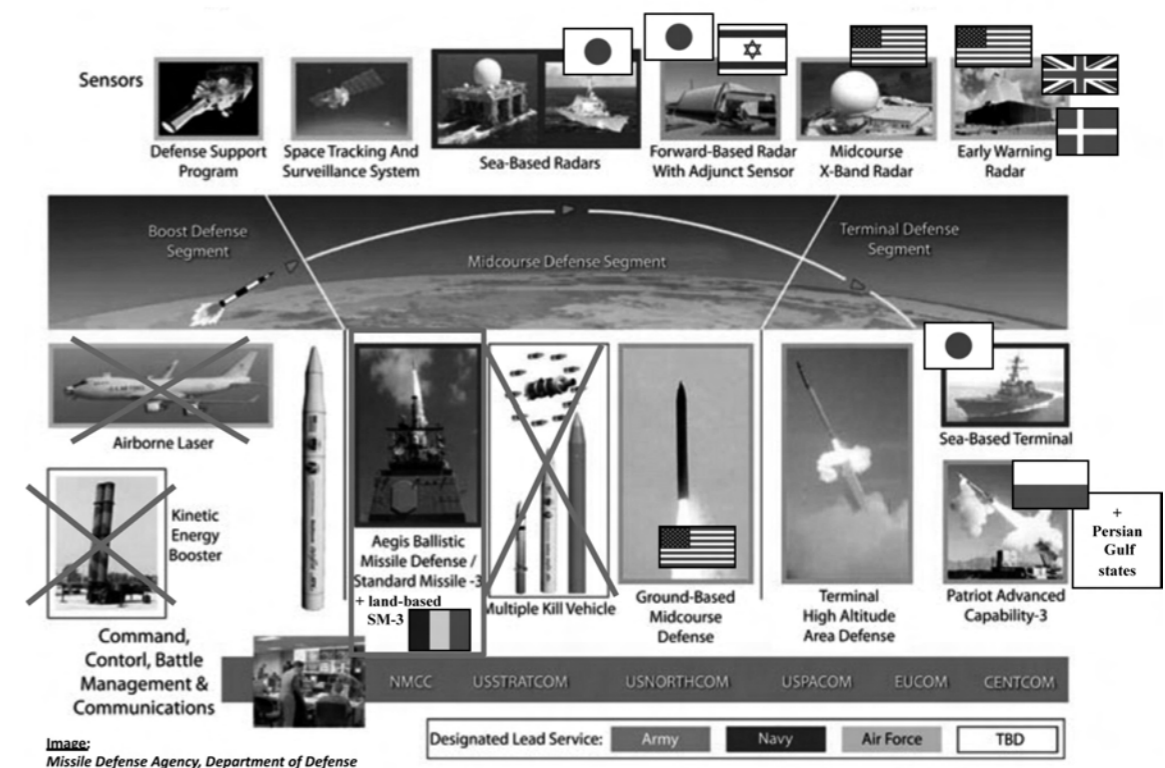 Sensors
Defense Support
Program
Space Tracking And
Surveillance System
Sea-Based Radars
Forward-Based Radar
With Adjunct Sensor
Midcourse
X-Band Radar
Early Warning
Radar
Boost Defense
Segment
Midcourse Defense Segment
Terminal Defense
Segment
Airborne Laser
Kinetic
Energy
Booster
Aegis Ballistic
Missile Defense /
Standard Missile -3
+ land-based
SM-3
Multiple Kill Vehicle
Ground-Based
Midcourse
Defense
Terminal
High Altitude
Area Defense
Sea-Based Terminal
Patriot Advanced
Capability-3
+
Persian
Gulf
states
Command,
Contorl, Battle
Management &
Communications
NMCC USSTRATCOM USNORTHCOM USPACOM EUCOM CENTCOM
Designated Lead Service: Army Navy Air Force TBD
Image:
Missile Defense Agency, Department of Defense